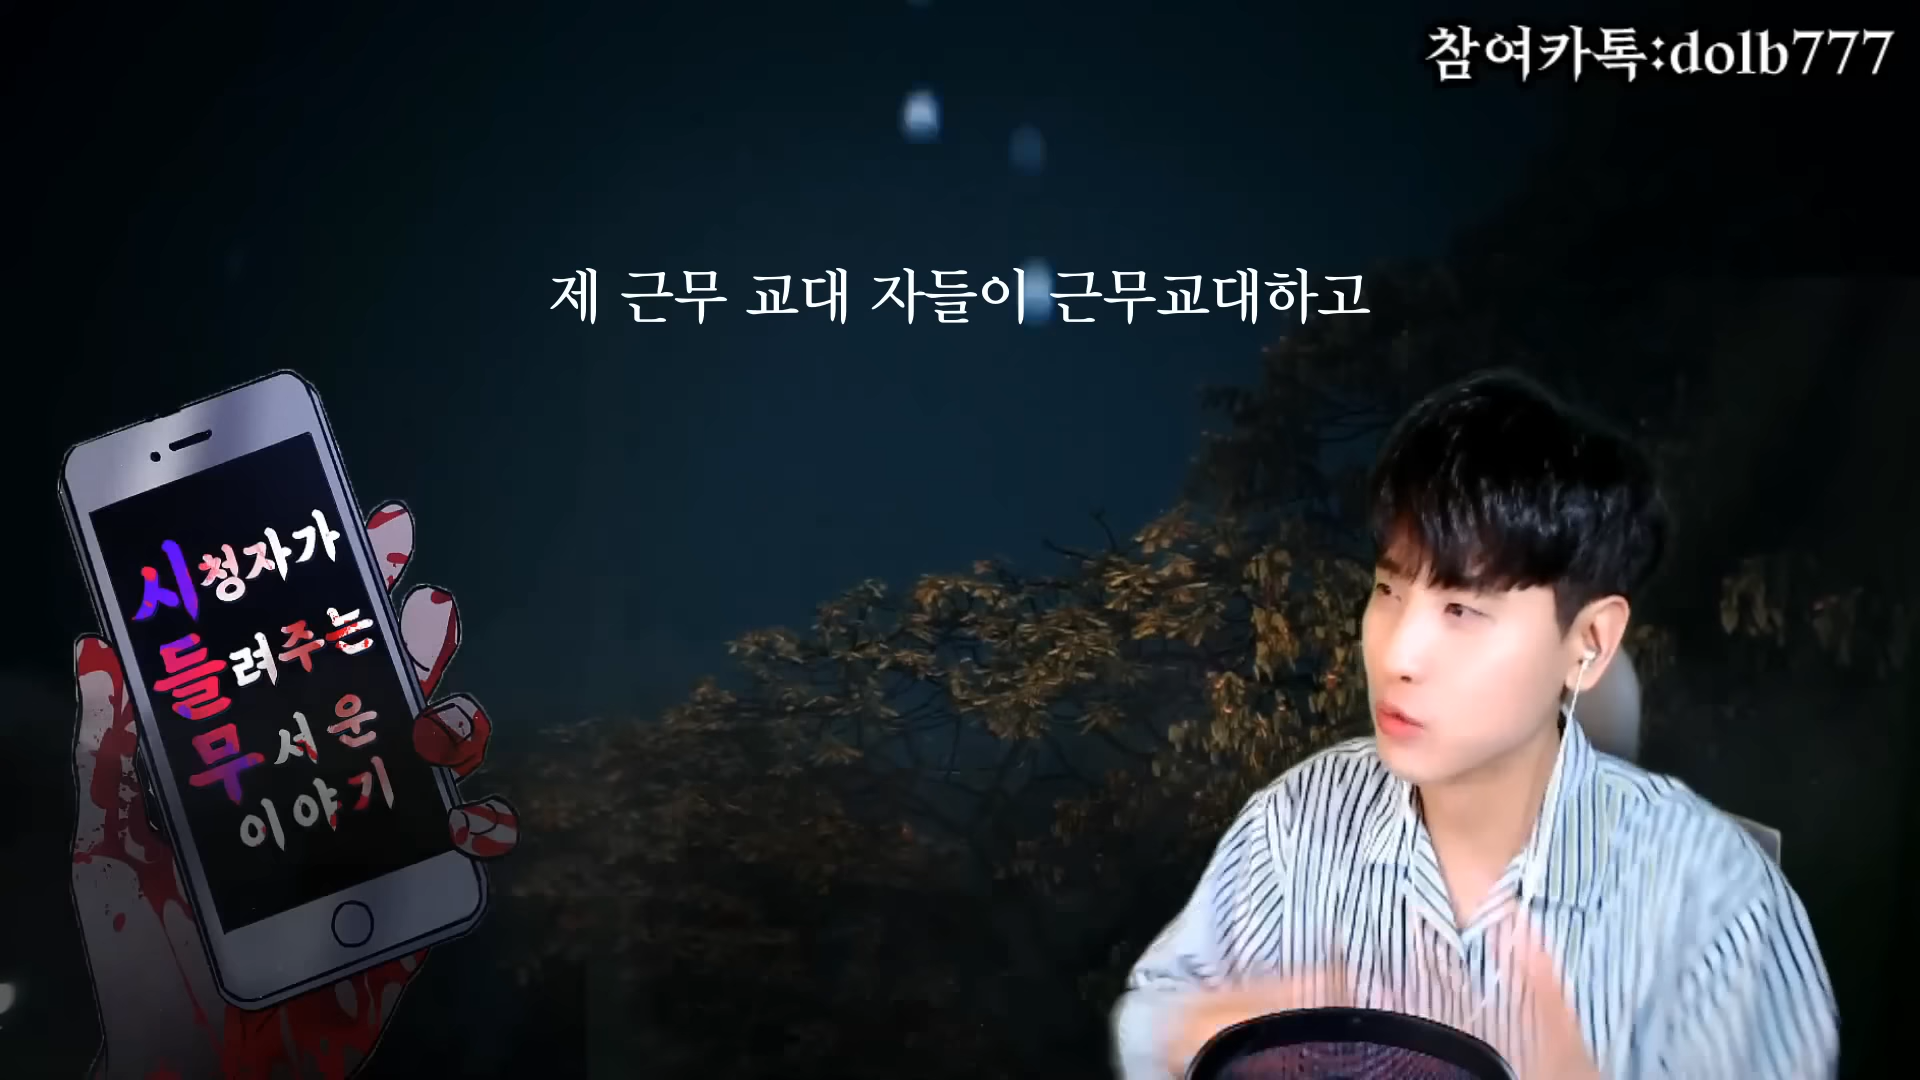 참여카톡:dolb777
제 근무 교대 자들이 근무교대하고
시청자가
들려주는
무서운
이야기